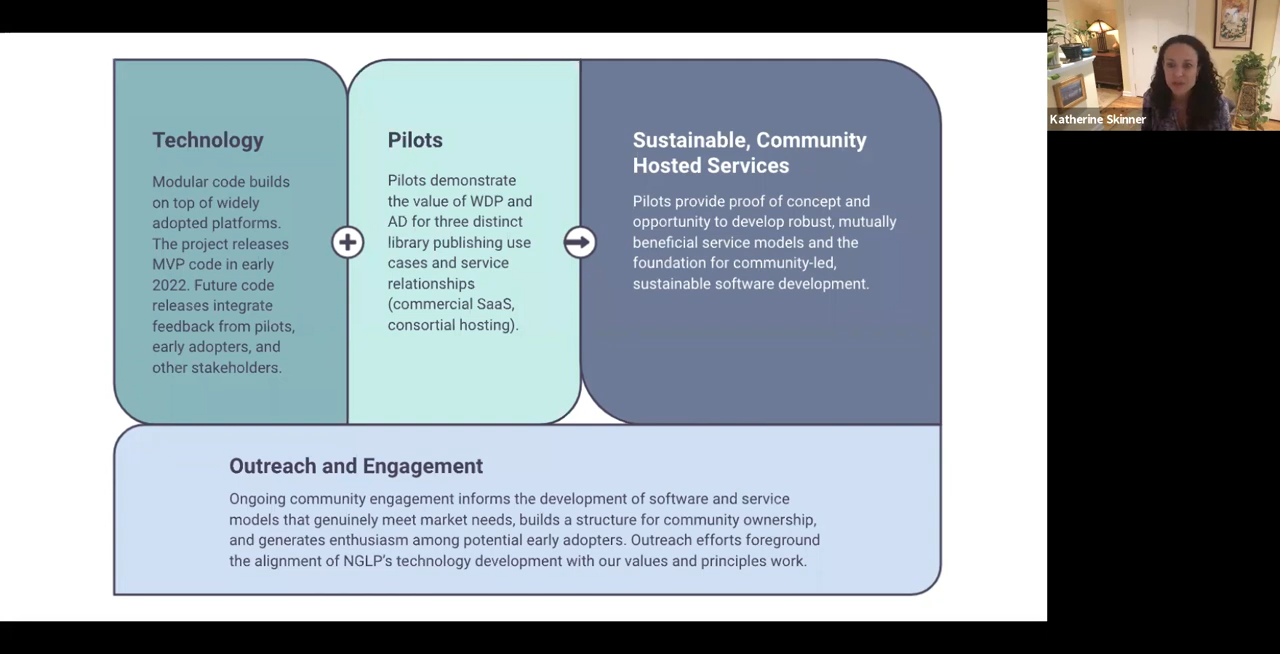 Technology
Modular code builds
on top of widely
adopted platforms.
The project releases
MVP code in early
2022. Future code
releases integrate
feedback from pilots,
early adopters, and
other stakeholders.
Pilots
Pilots demonstrate
the value of WDP and
AD for three distinct
library publishing use
cases and service
relationships
(commercial SaaS,
consortial hosting).
Sustainable, Community
Hosted Services
Pilots provide proof of concept and
opportunity to develop robust, mutually
beneficial service models and the
foundation for community-led,
sustainable software development.
Outreach and Engagement
Ongoing community engagement informs the development of software and service
models that genuinely meet market needs, builds a structure for community ownership,
and generates enthusiasm among potential early adopters. Outreach efforts foreground
the alignment of NGLP’s technology development with our values and principles work.
Katherine Skinner